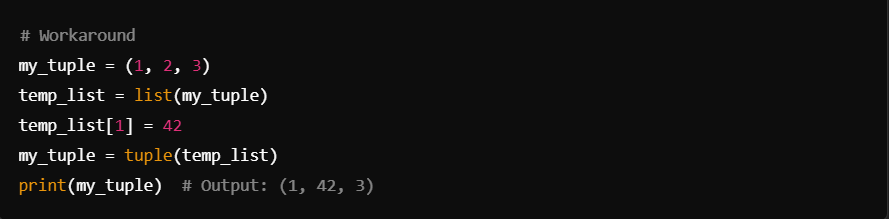 # Workaround
my_tuple = (1, 2, 3)
temp_list = list(my_tuple)
temp_list[1] = 42
my_tuple = tuple(temp_list)
print(my_tuple)  # Output: (1, 42, 3)